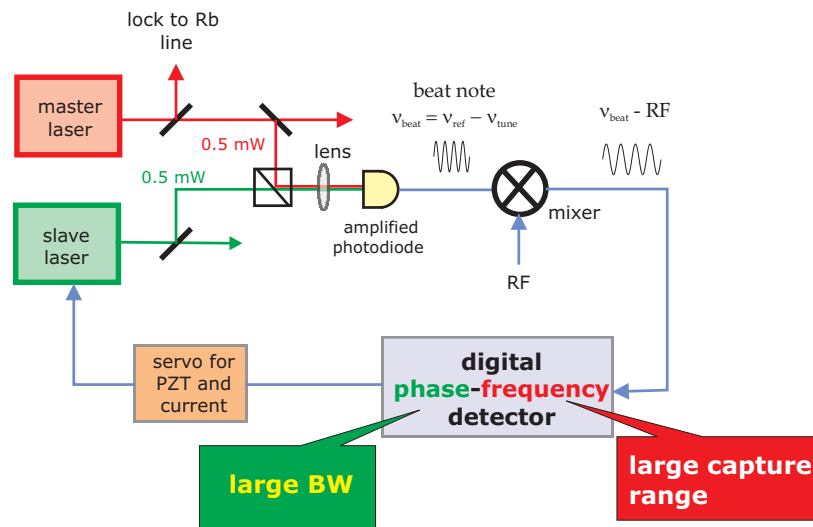 lock to Rb
line
master
laser
0.5 mW
lens
beat note
νbeat = νref − ντune
νbeat - RF
0.5 mW
amplified
photodiode
mixer
RF
slave
laser
servo for
PZT and
current
digital
phase-frequency
detector
large BW
large capture
range